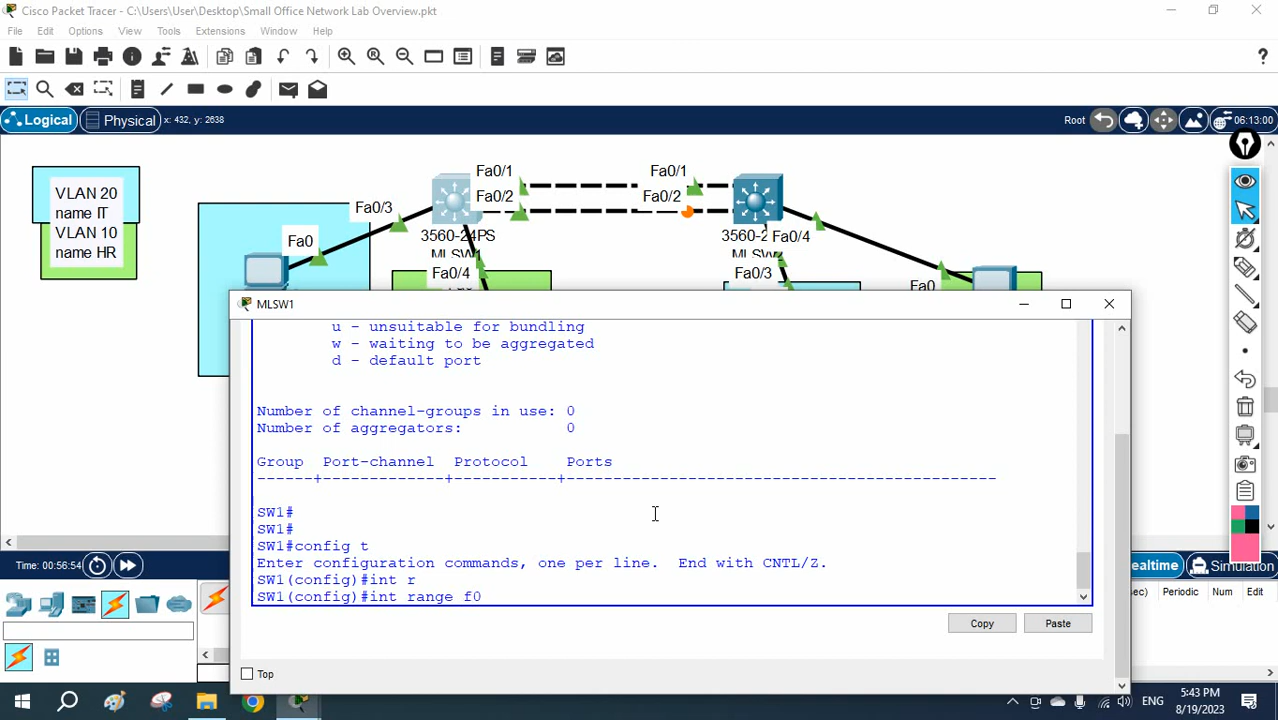 Cisco Packet Tracer - C:\Users\User\Desktop\Small Office Network Lab Overview.pkt
File Edit Options View Tools Extensions Window Help
Logical Physical x: 432, y: 2638 Root 06:13:00
VLAN 20
name IT
VLAN 10
name HR
Fa0/1 Fa0/1
Fa0/2 Fa0/2
Fa0/3
Fa0
3560-24PS
MLSW1
Fa0/4
Fa0/4
Fa0/3
Fa0
MLSW1
u - unsuitable for bundling
w - waiting to be aggregated
d - default port
Number of channel-groups in use: 0
Number of aggregators: 0
Group Port-channel Protocol Ports
------+-------------+-----------+----------------------------------------------
SW1#
SW1#
SW1#config t
Enter configuration commands, one per line. End with CNTL/Z.
SW1(config)#int r
SW1(config)#int range f0
Copy Paste
Top
Time: 00:56:54
ealtime Simulation
sec) Periodic Num Edit
ENG
5:43 PM
8/19/2023